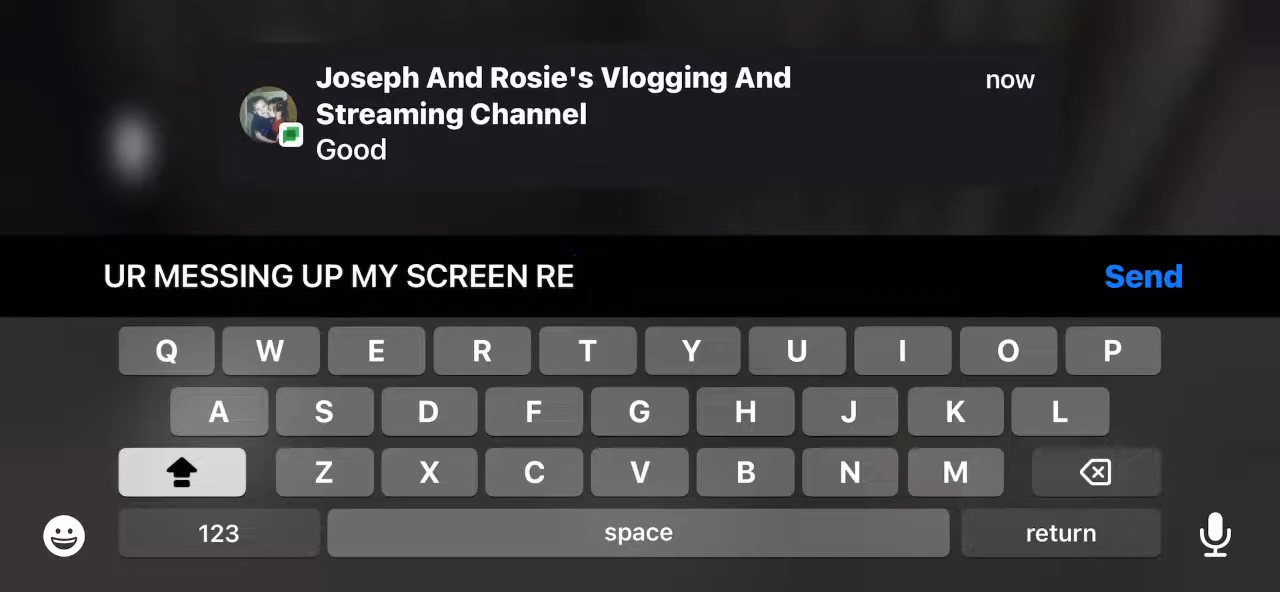 Joseph And Rosie's Vlogging And
now
Streaming Channel
Good
UR MESSING UP MY SCREEN RE
Send
Q W E R T Y U I O P
A S D F G H J K L
Z X C V B N M
123
space
return